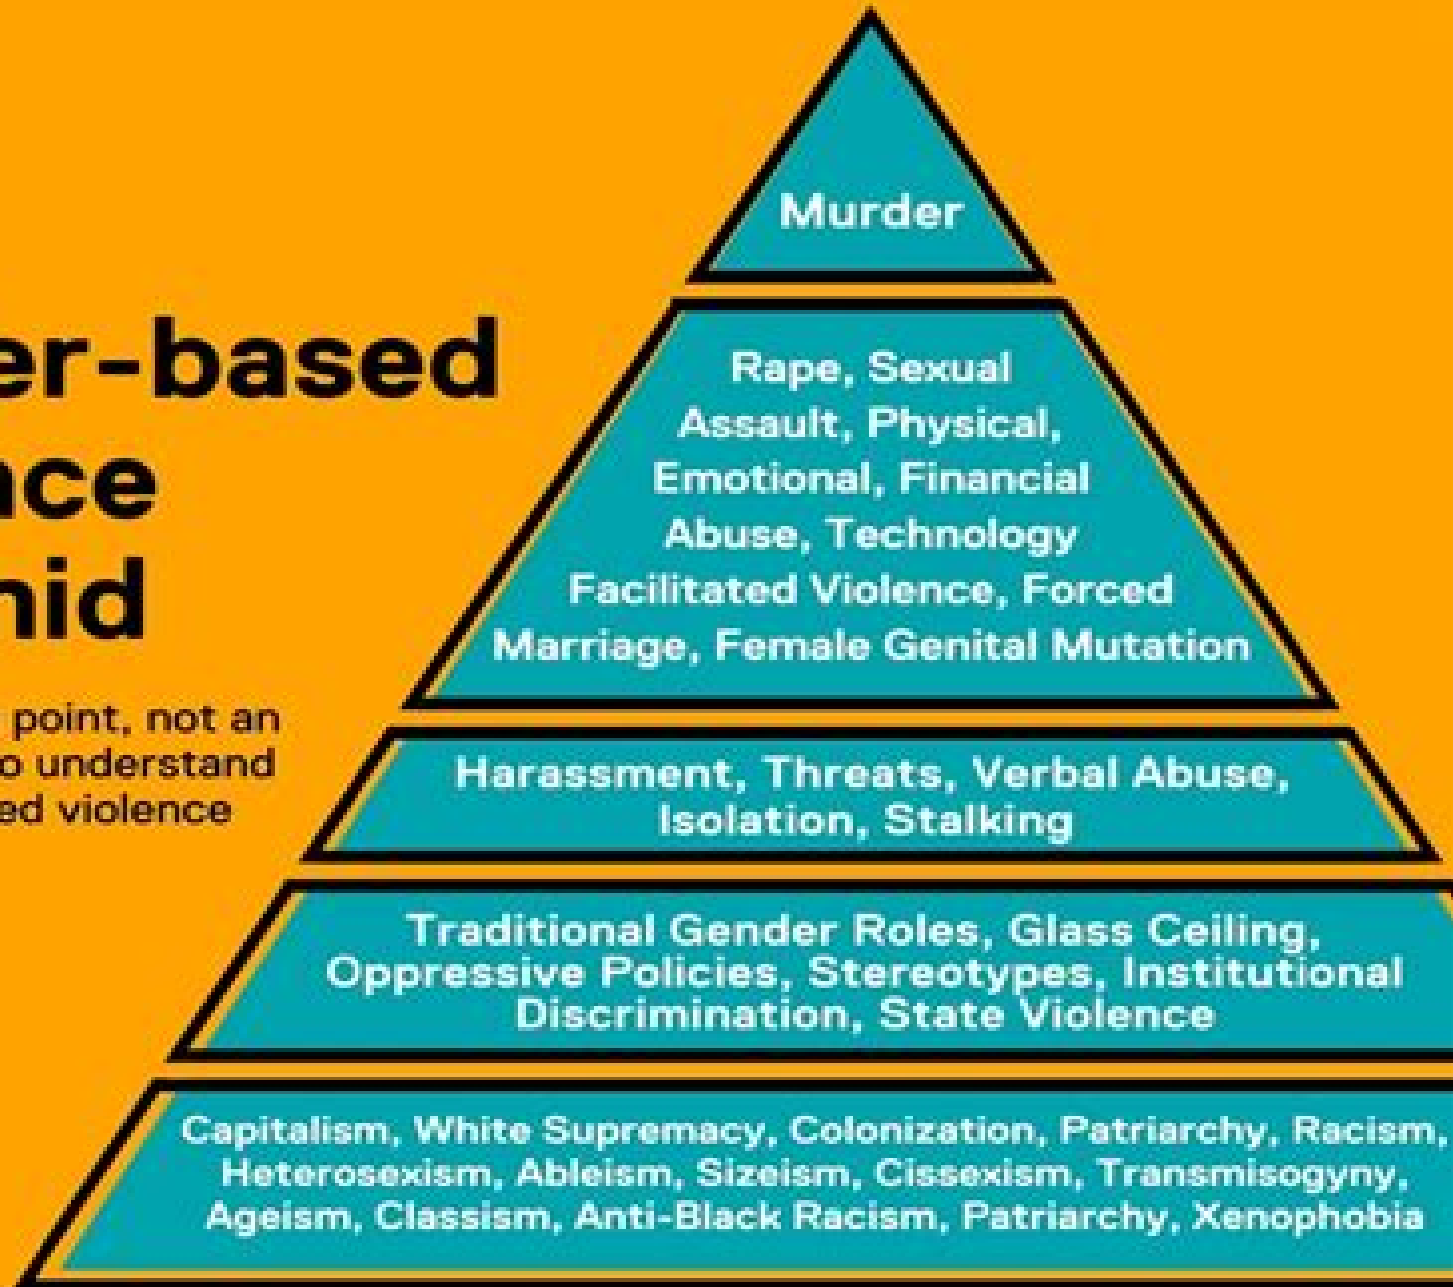 Murder
er-based
nce
nid
point, not an
o understand
ed violence
Rape, Sexual
Assault, Physical,
Emotional, Financial
Abuse, Technology
Facilitated Violence, Forced
Marriage, Female Genital Mutation
Harassment, Threats, Verbal Abuse,
Isolation, Stalking
Traditional Gender Roles, Glass Ceiling,
Oppressive Policies, Stereotypes, Institutional
Discrimination, State Violence
Capitalism, White Supremacy, Colonization, Patriarchy, Racism,
Heterosexism, Ableism, Sizeism, Cissexism, Transmisogyny,
Ageism, Classism, Anti-Black Racism, Patriarchy, Xenophobia